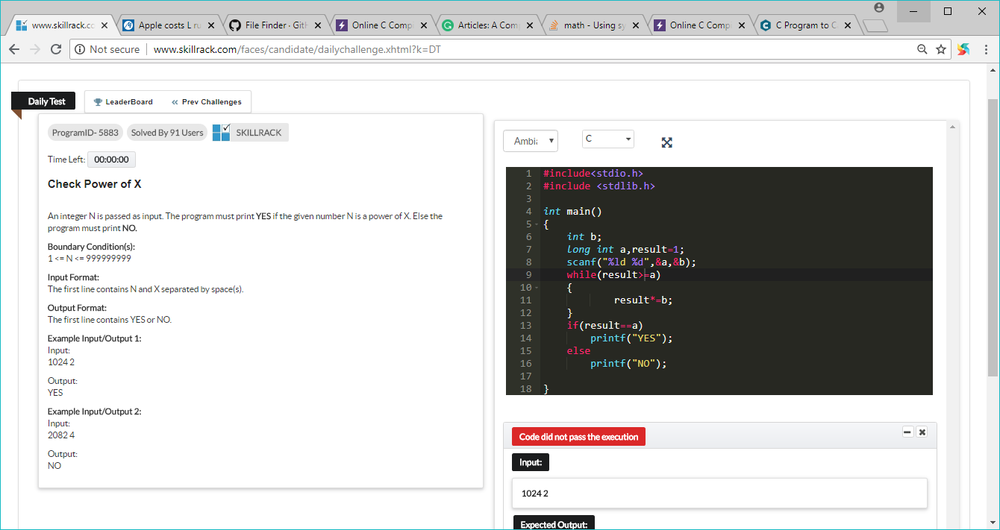 www.skillrack.co
Apple costs L ru
File Finder · Gith
Online C Comp
Articles: A Com
math - Using sy
Online C Comp
C Program to C
Not secure
www.skillrack.com/faces/candidate/dailychallenge.xhtml?k=DT
Daily Test
LeaderBoard
Prev Challenges
ProgramID- 5883
Solved By 91 Users
SKILLRACK
Time Left: 00:00:00
Check Power of X
An integer N is passed as input. The program must print YES if the given number N is a power of X. Else the
program must print NO.
Boundary Condition(s):
1 <= N <= 999999999
Input Format:
The first line contains N and X separated by space(s).
Output Format:
The first line contains YES or NO.
Example Input/Output 1:
Input:
1024 2
Output:
YES
Example Input/Output 2:
Input:
2082 4
Output:
NO
Ambia
C
1 #include<stdio.h>
2 #include <stdlib.h>
3
4 int main()
5 {
6 int b;
7 long int a,result=1;
8 scanf("%ld %d",&a,&b);
9 while(result>=a)
10 {
11 result*=b;
12 }
13 if(result==a)
14 printf("YES");
15 else
16 printf("NO");
17
18 }
Code did not pass the execution
Input:
1024 2
Expected Output: